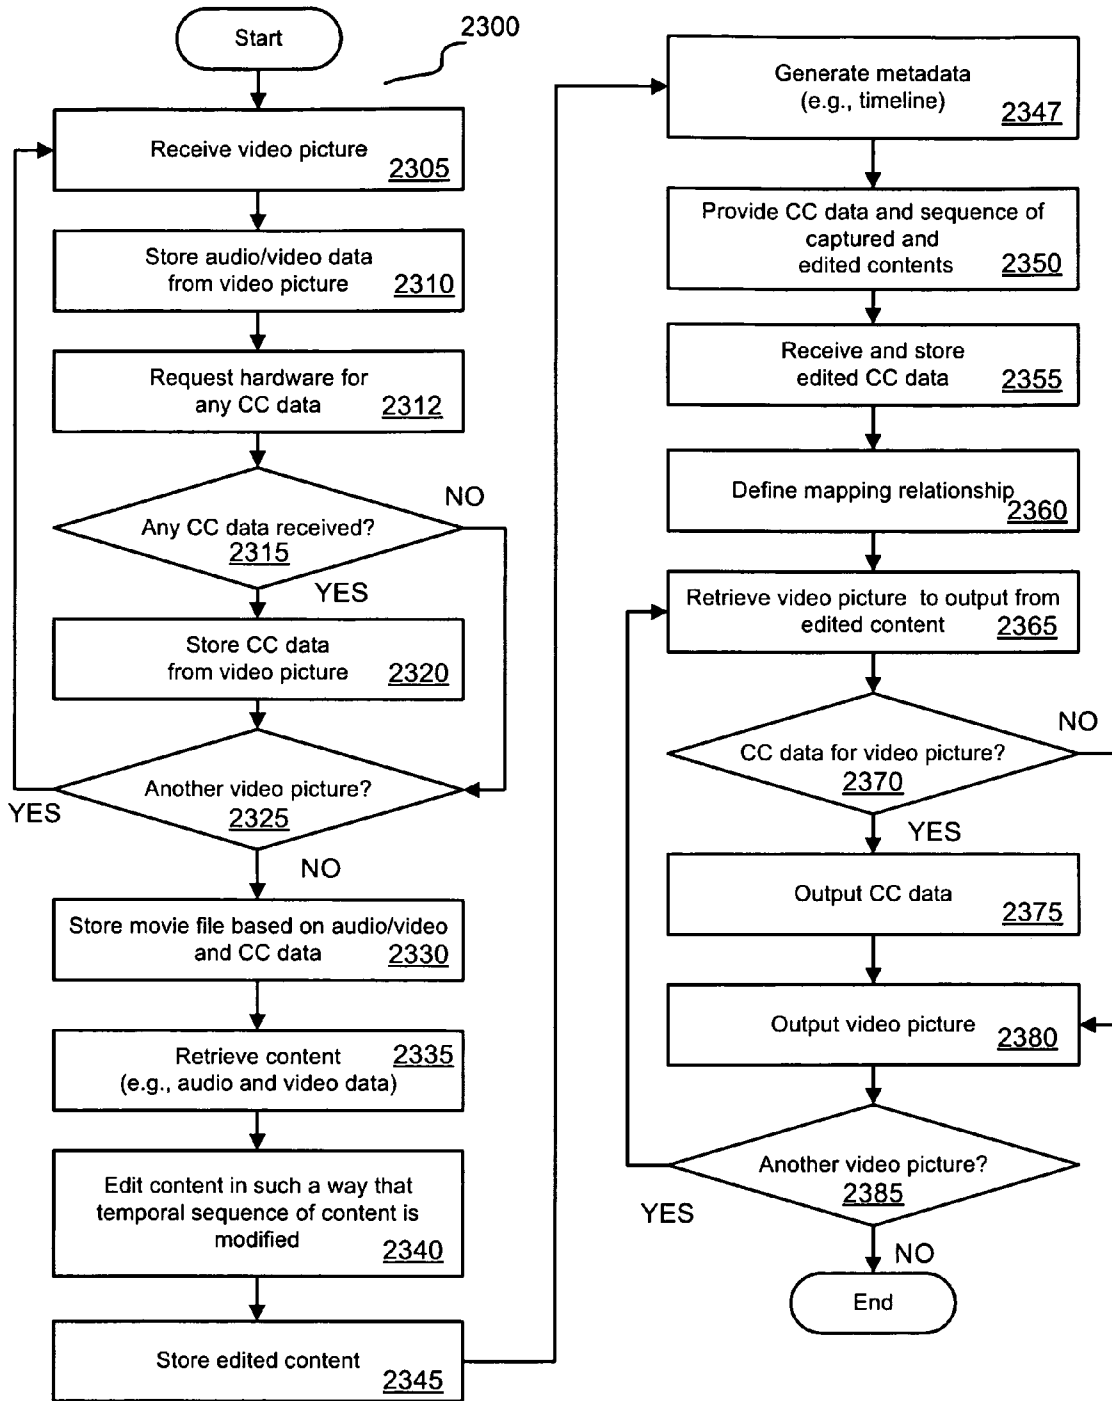 Start
2300
Receive video picture
2305
Store audio/video data
from video picture
2310
Request hardware for
any CC data
2312
NO
Any CC data received?
2315
YES
Store CC data
from video picture
2320
Another video picture?
2325
YES
NO
Store movie file based on audio/video
and CC data
2330
Retrieve content
2335
(e.g., audio and video data)
Edit content in such a way that
temporal sequence of content is
modified
2340
Store edited content
2345
Generate metadata
(e.g., timeline)
2347
Provide CC data and sequence of
captured and
edited contents
2350
Receive and store
edited CC data
2355
Define mapping relationship
2360
Retrieve video picture to output from
edited content
2365
NO
CC data for video picture?
2370
YES
Output CC data
2375
Output video picture
2380
Another video picture?
2385
YES
NO
End